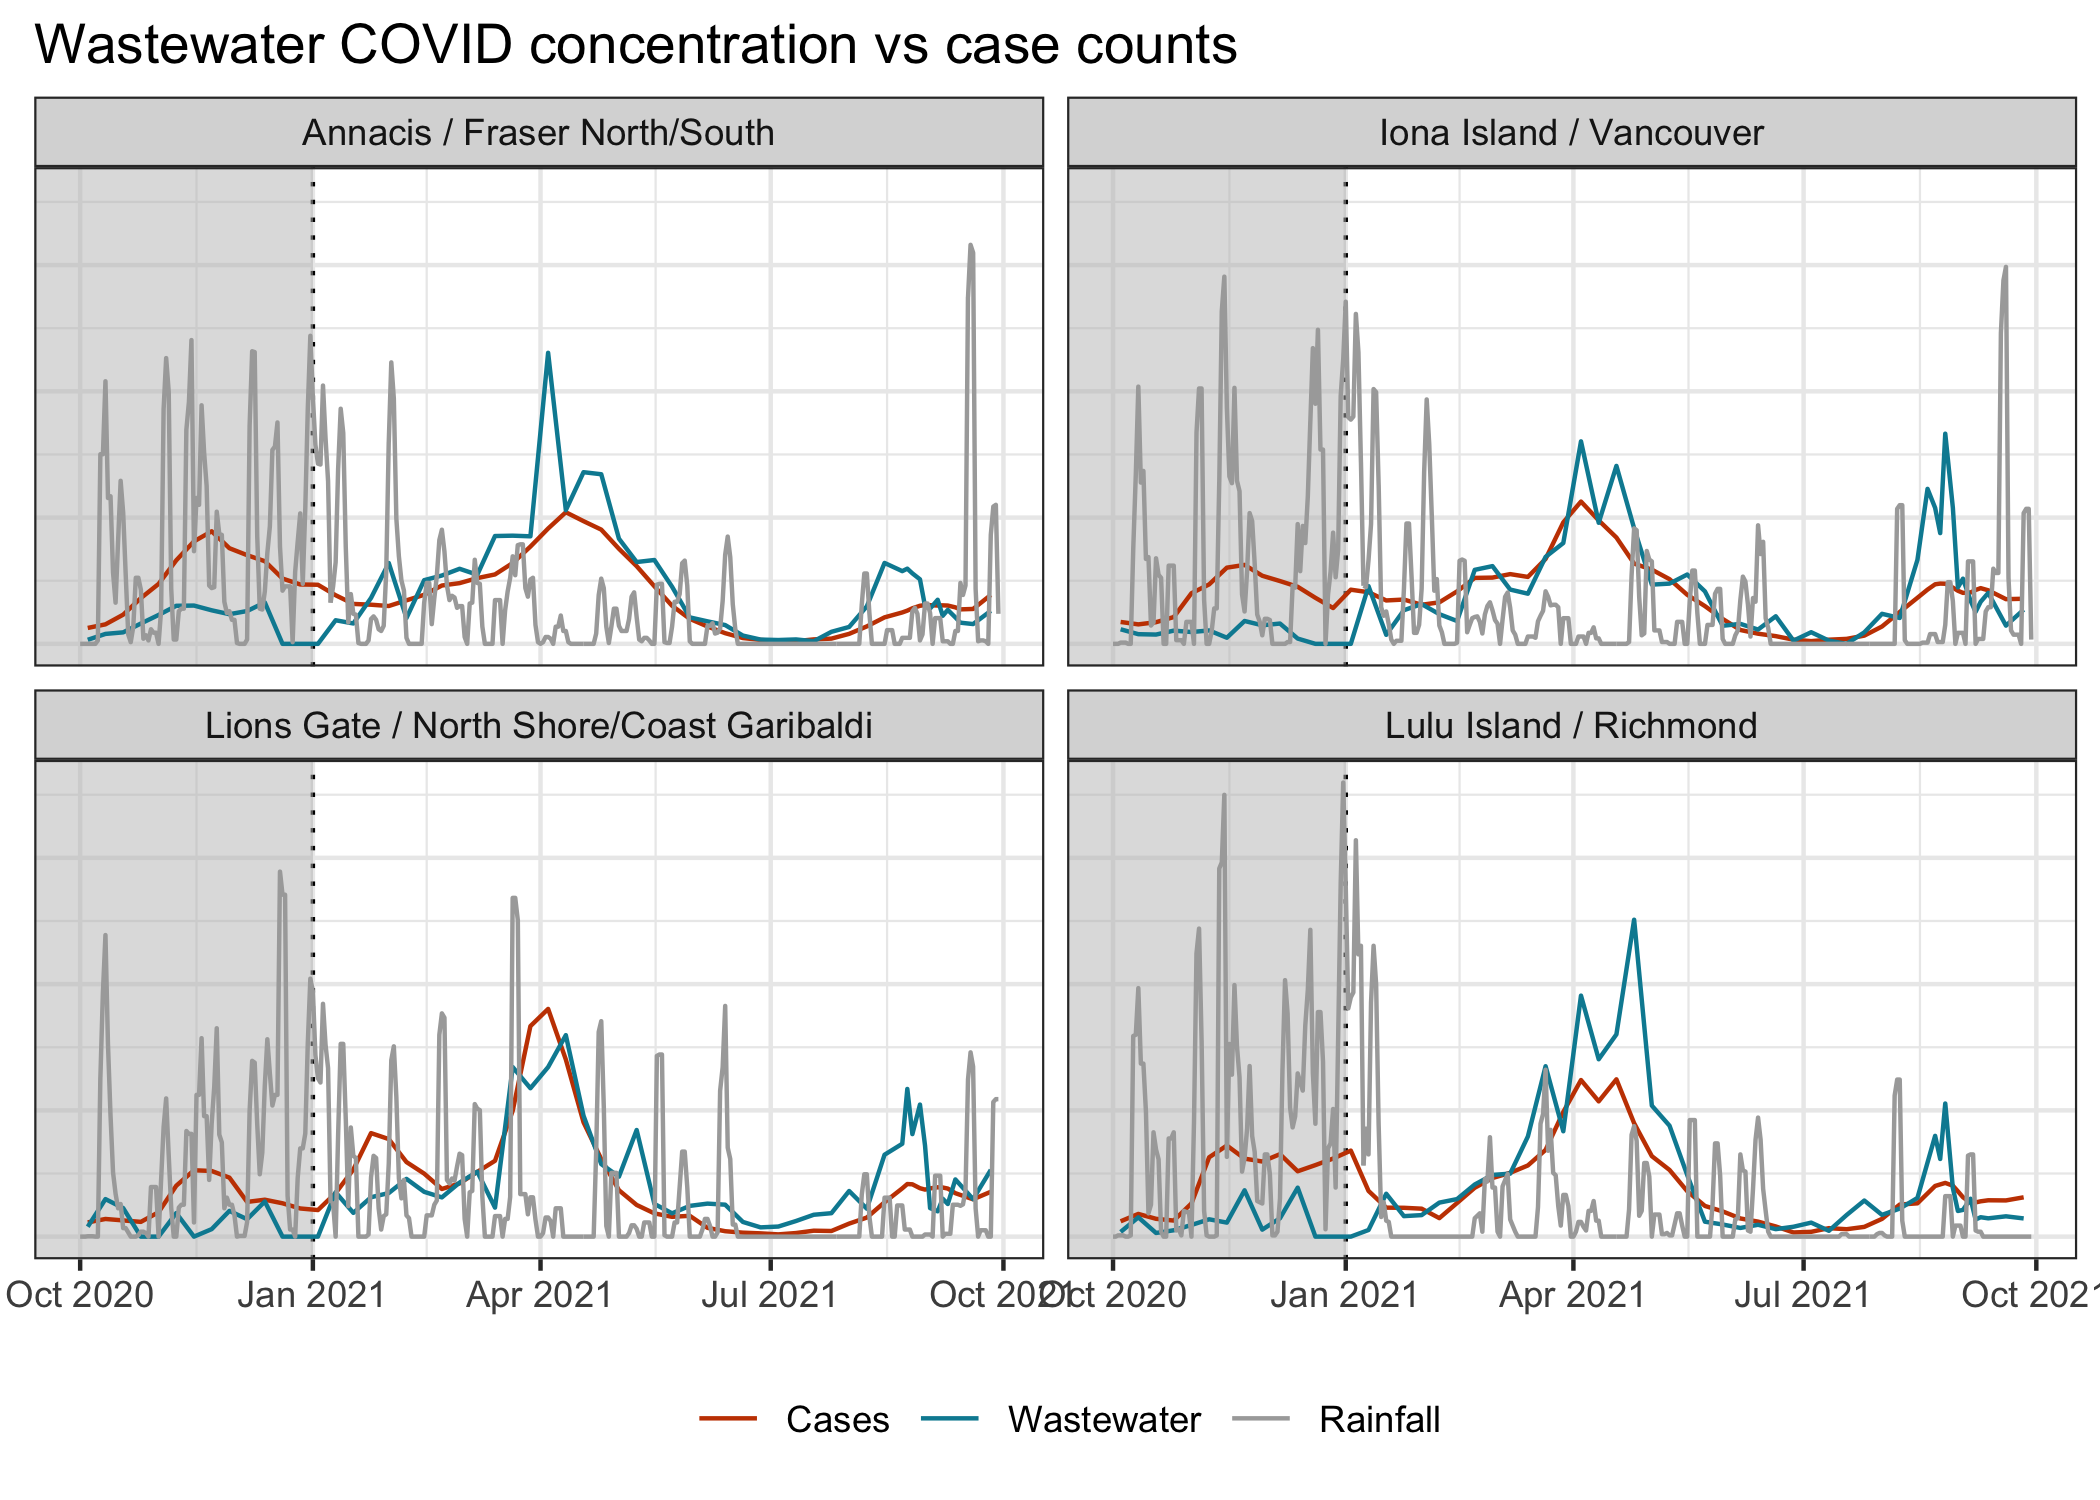 Wastewater COVID concentration vs case counts
Annacis / Fraser North/South
Iona Island / Vancouver
Lions Gate / North Shore/Coast Garibaldi
Lulu Island / Richmond
Oct 2020 Jan 2021 Apr 2021 Jul 2021 Oct 2021 Oct 2020 Jan 2021 Apr 2021 Jul 2021 Oct 2021
Cases Wastewater Rainfall